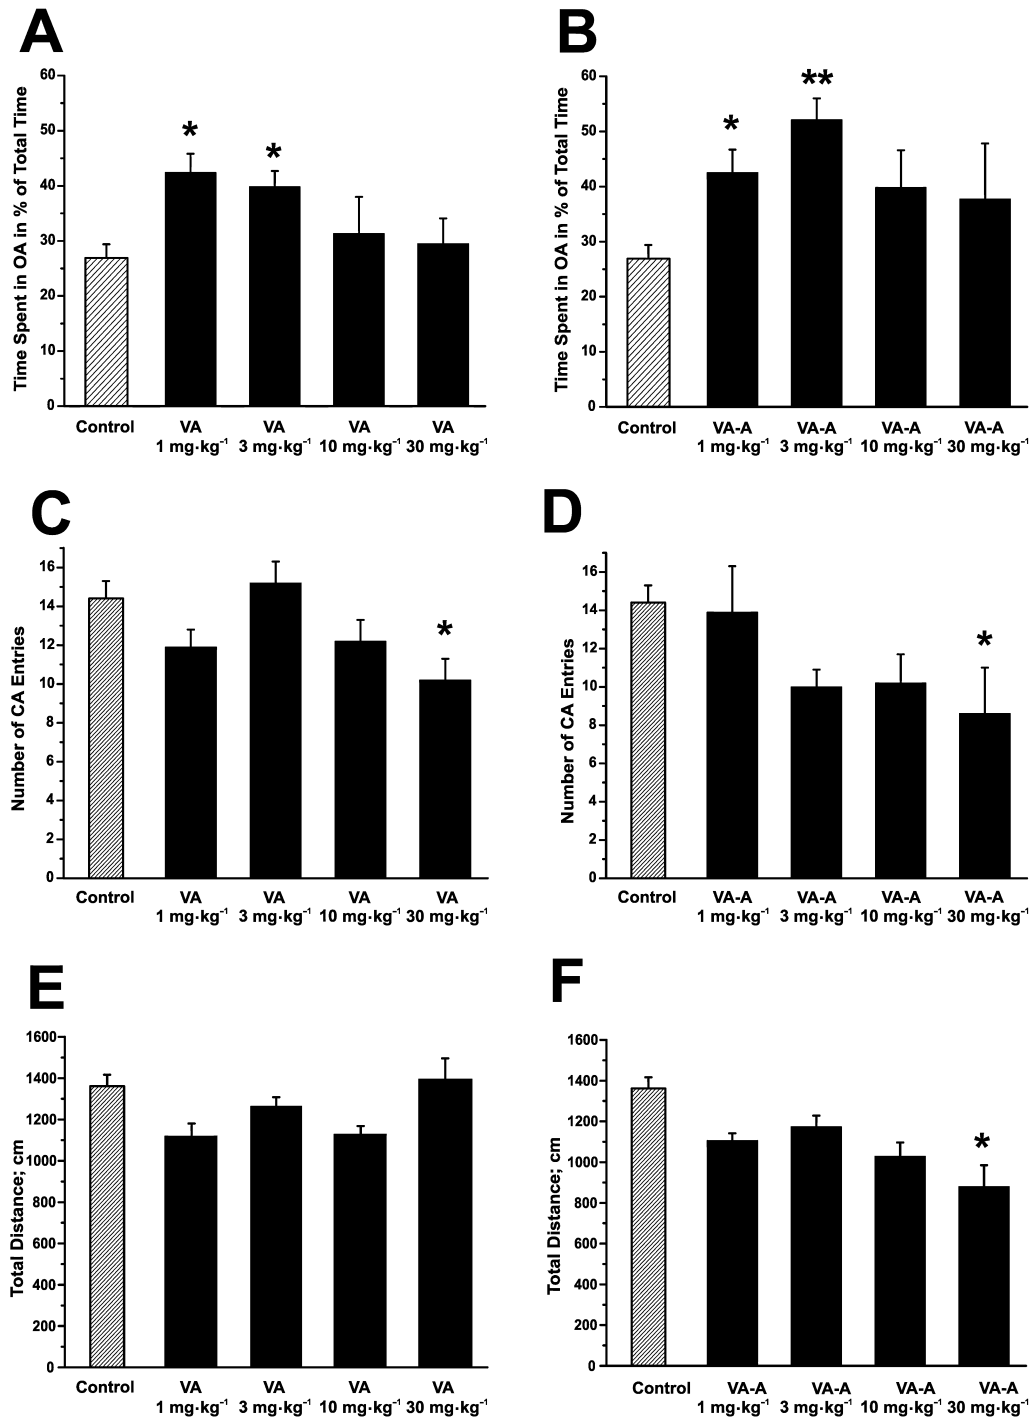 A
Time Spent in OA in % of Total Time
60
50
40
30
20
10
0
*
*
Control
VA
VA
VA
VA
1 mg·kg⁻¹
3 mg·kg⁻¹
10 mg·kg⁻¹
30 mg·kg⁻¹
B
Time Spent in OA in % of Total Time
60
50
40
30
20
10
0
*
**
Control
VA-A
VA-A
VA-A
VA-A
1 mg·kg⁻¹
3 mg·kg⁻¹
10 mg·kg⁻¹
30 mg·kg⁻¹
C
Number of CA Entries
16
14
12
10
8
6
4
2
0
*
Control
VA
VA
VA
VA
1 mg·kg⁻¹
3 mg·kg⁻¹
10 mg·kg⁻¹
30 mg·kg⁻¹
D
Number of CA Entries
16
14
12
10
8
6
4
2
0
*
Control
VA-A
VA-A
VA-A
VA-A
1 mg·kg⁻¹
3 mg·kg⁻¹
10 mg·kg⁻¹
30 mg·kg⁻¹
E
Total Distance; cm
1600
1400
1200
1000
800
600
400
200
0
Control
VA
VA
VA
VA
1 mg·kg⁻¹
3 mg·kg⁻¹
10 mg·kg⁻¹
30 mg·kg⁻¹
F
Total Distance; cm
1600
1400
1200
1000
800
600
400
200
0
*
Control
VA-A
VA-A
VA-A
VA-A
1 mg·kg⁻¹
3 mg·kg⁻¹
10 mg·kg⁻¹
30 mg·kg⁻¹